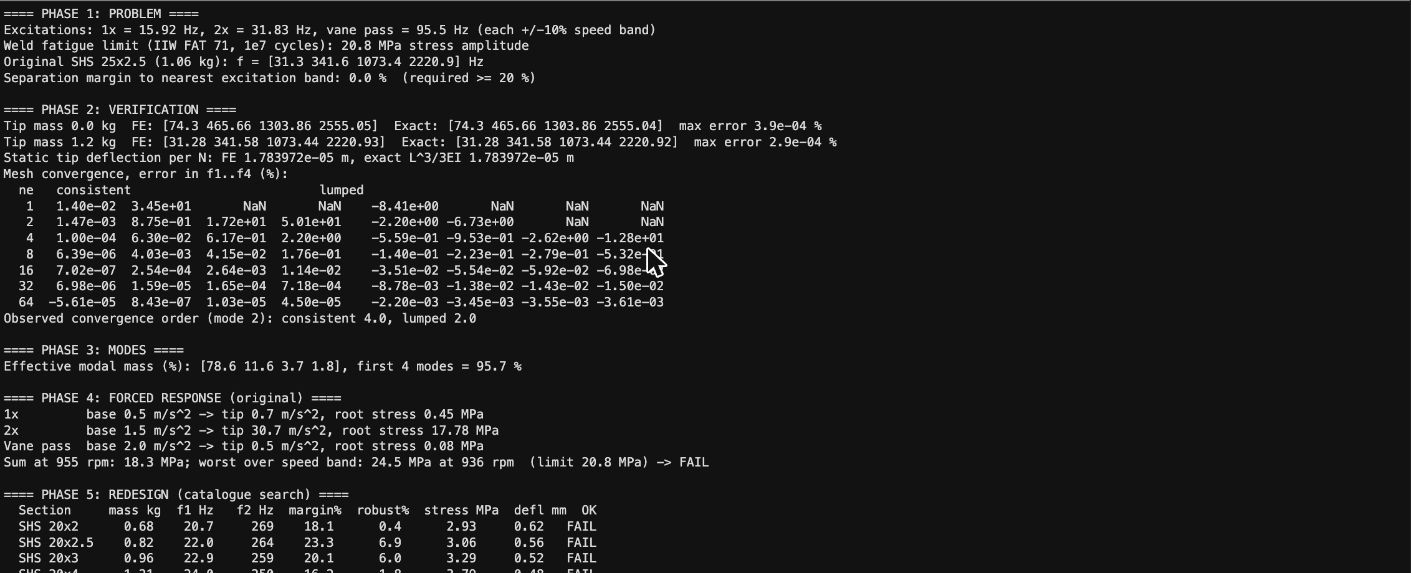 ==== PHASE 1: PROBLEM ====
Excitations: 1x = 15.92 Hz, 2x = 31.83 Hz, vane pass = 95.5 Hz (each +/-10% speed band)
Weld fatigue limit (IIW FAT 71, 1e7 cycles): 20.8 MPa stress amplitude
Original SHS 25x2.5 (1.06 kg): f = [31.3 341.6 1073.4 2220.9] Hz
Separation margin to nearest excitation band: 0.0 %  (required >= 20 %)
==== PHASE 2: VERIFICATION ====
Tip mass 0.0 kg  FE: [74.3 465.66 1303.86 2555.05]  Exact: [74.3 465.66 1303.86 2555.04]  max error 3.9e-04 %
Tip mass 1.2 kg  FE: [31.28 341.58 1073.44 2220.93]  Exact: [31.28 341.58 1073.44 2220.92]  max error 2.9e-04 %
Static tip deflection per N: FE 1.783972e-05 m, exact L^3/3EI 1.783972e-05 m
Mesh convergence, error in f1..f4 (%):
ne   consistent                        lumped
1   1.40e-02  3.45e+01       NaN       NaN    -8.41e+00       NaN       NaN       NaN
2   1.47e-03  8.75e-01  1.72e+01  5.01e+01    -2.20e+00 -6.73e+00       NaN       NaN
4   1.00e-04  6.30e-02  6.17e-01  2.20e+00    -5.59e-01 -9.53e-01 -2.62e+00 -1.28e+01
8   6.39e-06  4.03e-03  4.15e-02  1.76e-01    -1.40e-01 -2.23e-01 -2.79e-01
16   7.02e-07  2.54e-04  2.64e-03  1.14e-02    -3.51e-02 -5.54e-02 -5.92e-02
32   6.98e-06  1.59e-05  1.65e-04  7.18e-04    -8.78e-03 -1.38e-02 -1.43e-02 -1.50e-02
64  -5.61e-05  8.43e-07  1.03e-05  4.50e-05    -2.20e-03 -3.45e-03 -3.55e-03 -3.61e-03
Observed convergence order (mode 2): consistent 4.0, lumped 2.0
==== PHASE 3: MODES ====
Effective modal mass (%): [78.6 11.6 3.7 1.8], first 4 modes = 95.7 %
==== PHASE 4: FORCED RESPONSE (original) ====
1x         base 0.5 m/s^2 -> tip 0.7 m/s^2, root stress 0.45 MPa
2x         base 1.5 m/s^2 -> tip 30.7 m/s^2, root stress 17.78 MPa
Vane pass  base 2.0 m/s^2 -> tip 0.5 m/s^2, root stress 0.08 MPa
Sum at 955 rpm: 18.3 MPa; worst over speed band: 24.5 MPa at 936 rpm  (limit 20.8 MPa) -> FAIL
==== PHASE 5: REDESIGN (catalogue search) ====
Section     mass kg  f1 Hz   f2 Hz  margin%  robust%  stress MPa  defl mm  OK
SHS 20x2     0.68    20.7     269    18.1     0.4      2.93     0.62   FAIL
SHS 20x2.5   0.82    22.0     264    23.3     6.9      3.06     0.56   FAIL
SHS 20x3     0.96    22.9     259    20.1     6.0      3.29     0.52   FAIL